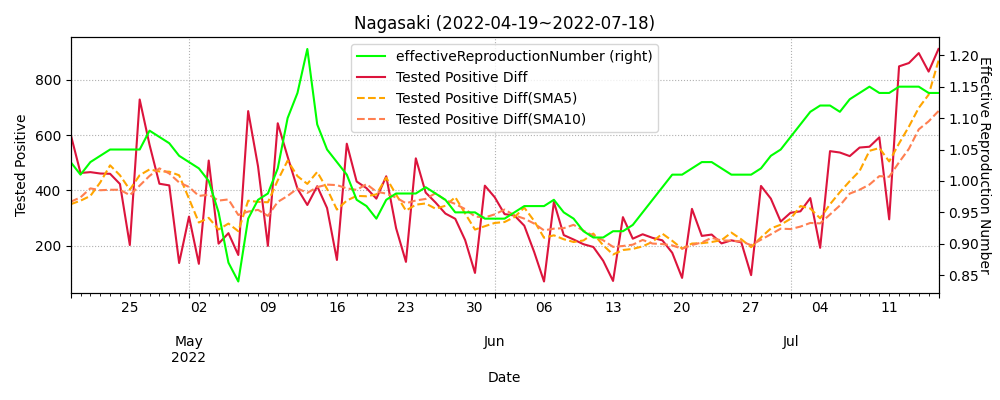 Nagasaki (2022-04-19~2022-07-18)
effectiveReproductionNumber (right)
Tested Positive Diff
Tested Positive Diff(SMA5)
Tested Positive Diff(SMA10)
Tested Positive
800
600
400
200
1.20
1.15
1.10
1.05
1.00
0.95
0.90
0.85
Effective Reproduction Number
25 02 09 16 23 06 13 20 27 04 11
May Jun Jul
2022
Date